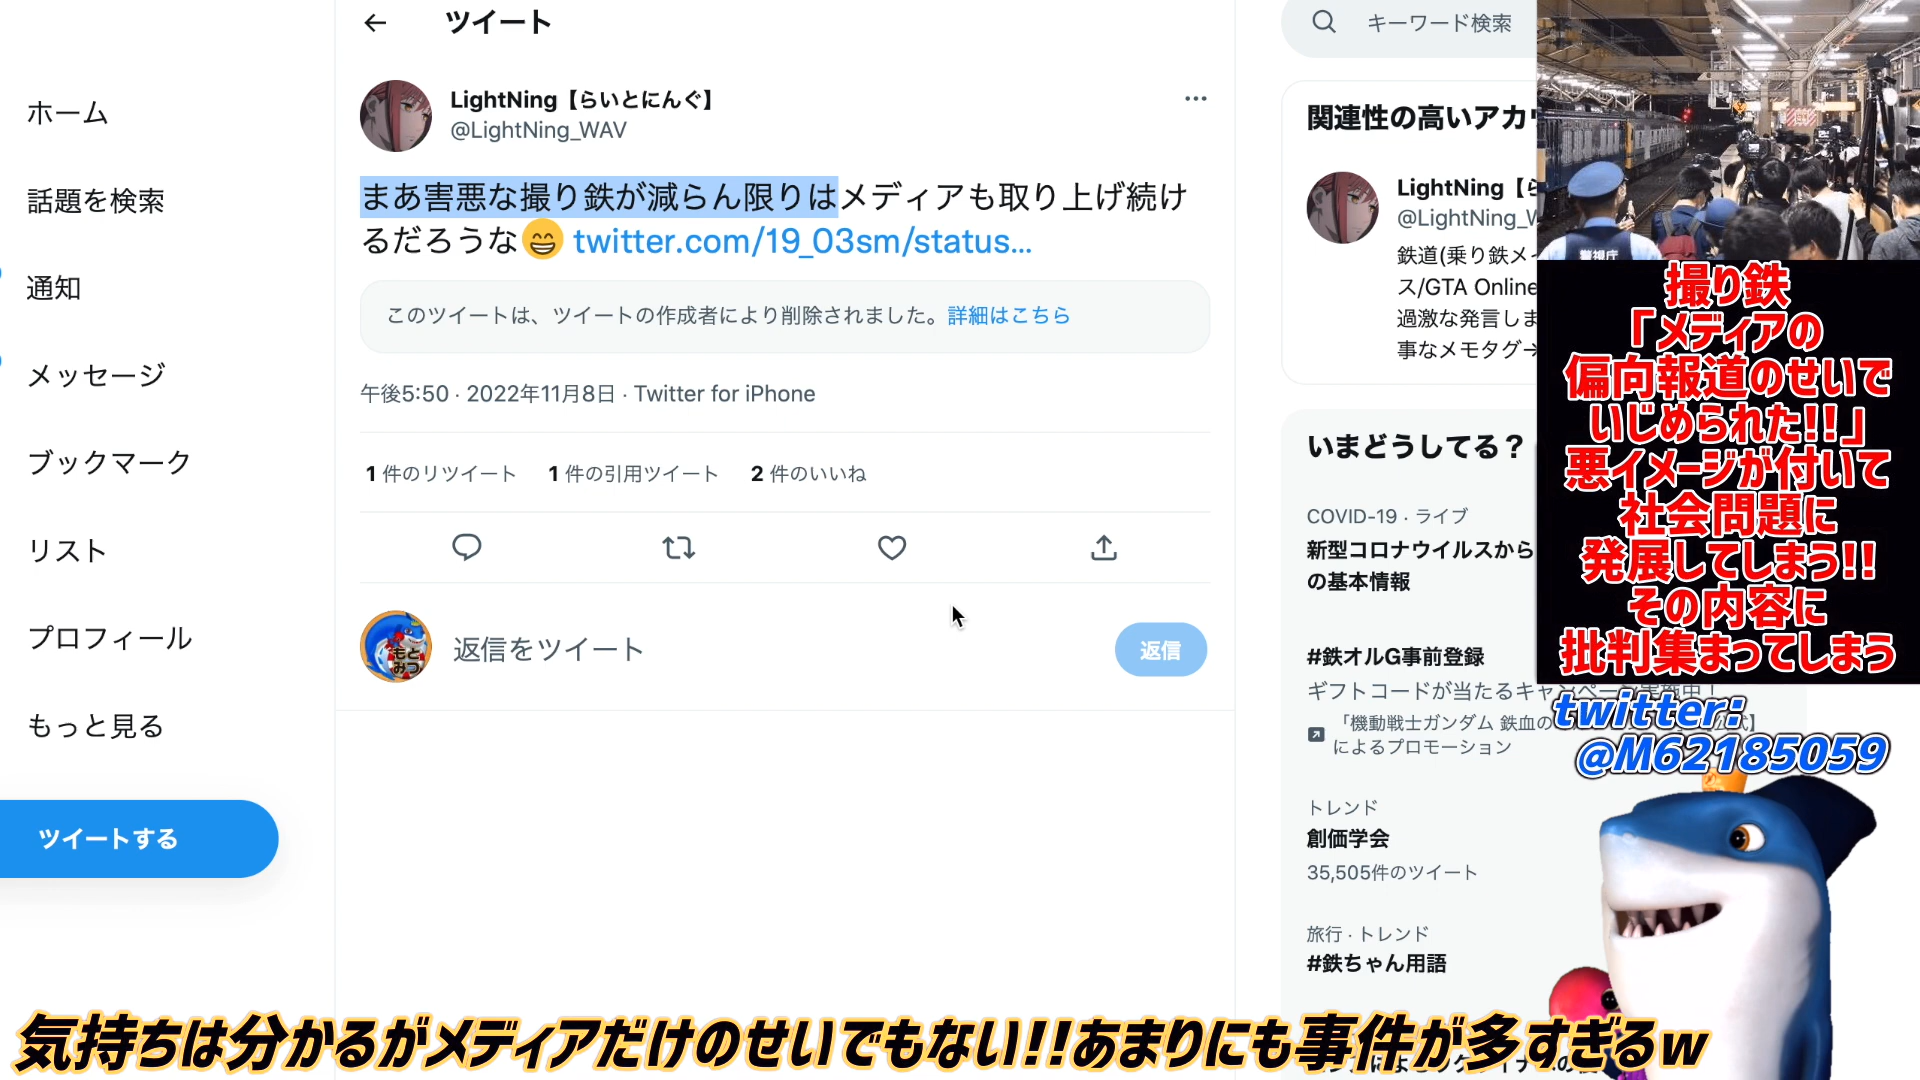 ツイート
LightNing【らいとにんぐ】
@LightNing_WAV
まあ害悪な撮り鉄が減らん限りはメディアも取り上げ続け
るだろうな😄 twitter.com/19_03sm/status…
このツイートは、ツイートの作成者により削除されました。詳細はこちら
午後5:50 · 2022年11月8日 · Twitter for iPhone
1 件のリツイート 1 件の引用ツイート 2 件のいいね
返信をツイート
返信
ホーム
話題を検索
通知
メッセージ
ブックマーク
リスト
プロフィール
もっと見る
ツイートする
キーワード検索
関連性の高いアカ
LightNing【ら
@LightNing_W
鉄道(乗り鉄メイ
ス/GTA Online
過激な発言しま
事なメモタグ→
いまどうしてる？
COVID-19 · ライブ
新型コロナウイルスから
の基本情報
#鉄オルG事前登録
ギフトコードが当たるキャンペーン実施中！
「機動戦士ガンダム 鉄血の
によるプロモーション
トレンド
創価学会
35,505件のツイート
旅行 · トレンド
#鉄ちゃん用語
警視庁
撮り鉄
「メディアの
偏向報道のせいで
いじめられた!!」
悪イメージが付いて
社会問題に
発展してしまう!!
その内容に
批判集まってしまう
twitter:
@M62185059
もと
みつ
気持ちは分かるがメディアだけのせいでもない!!あまりにも事件が多すぎるw